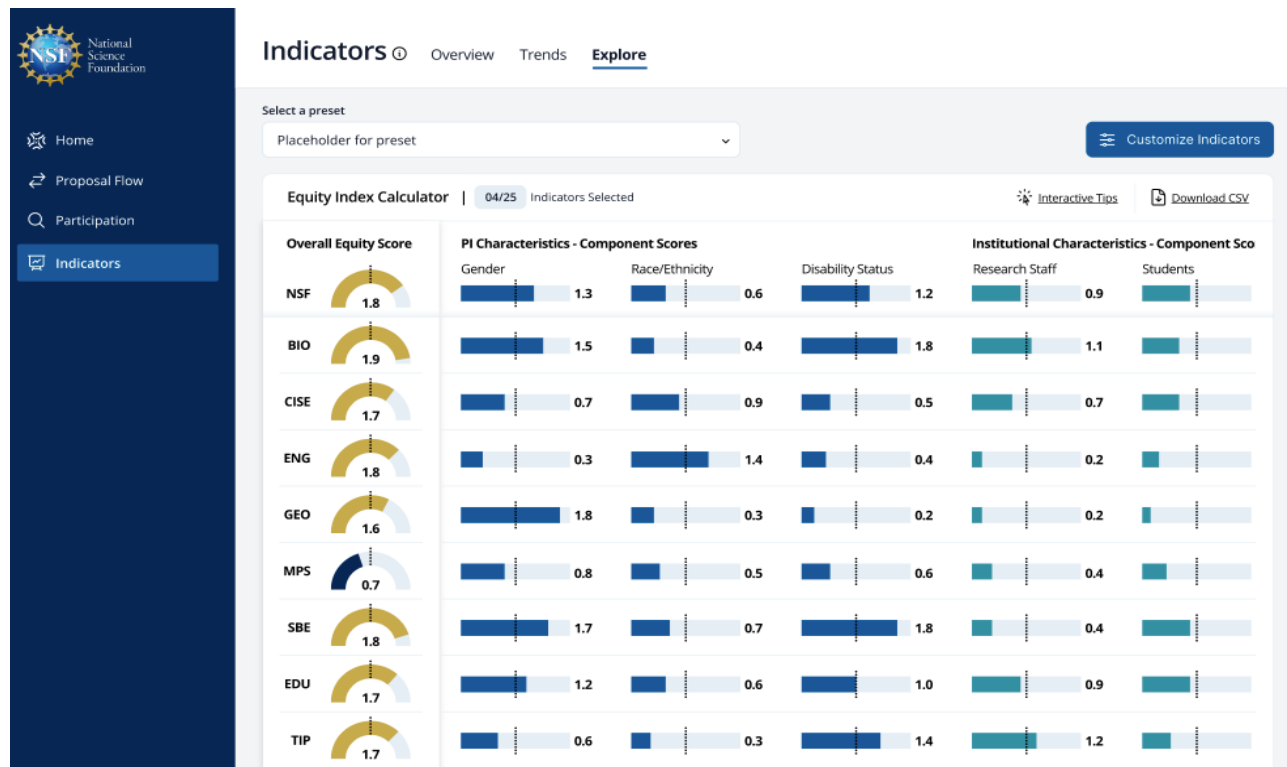 National
Science
Foundation
NSF
Home
Proposal Flow
Participation
Indicators
Indicators Overview Trends Explore
Select a preset
Placeholder for preset
Customize Indicators
Equity Index Calculator | 04/25 Indicators Selected Interactive Tips Download CSV
Overall Equity Score PI Characteristics - Component Scores Institutional Characteristics - Component Sco
Gender Race/Ethnicity Disability Status Research Staff Students
NSF 1.8 1.3 0.6 1.2 0.9
BIO 1.9 1.5 0.4 1.8 1.1
CISE 1.7 0.7 0.9 0.5 0.7
ENG 1.8 0.3 1.4 0.4 0.2
GEO 1.6 1.8 0.3 0.2 0.2
MPS 0.7 0.8 0.5 0.6 0.4
SBE 1.8 1.7 0.7 1.8 0.4
EDU 1.7 1.2 0.6 1.0 0.9
TIP 1.7 0.6 0.3 1.4 1.2